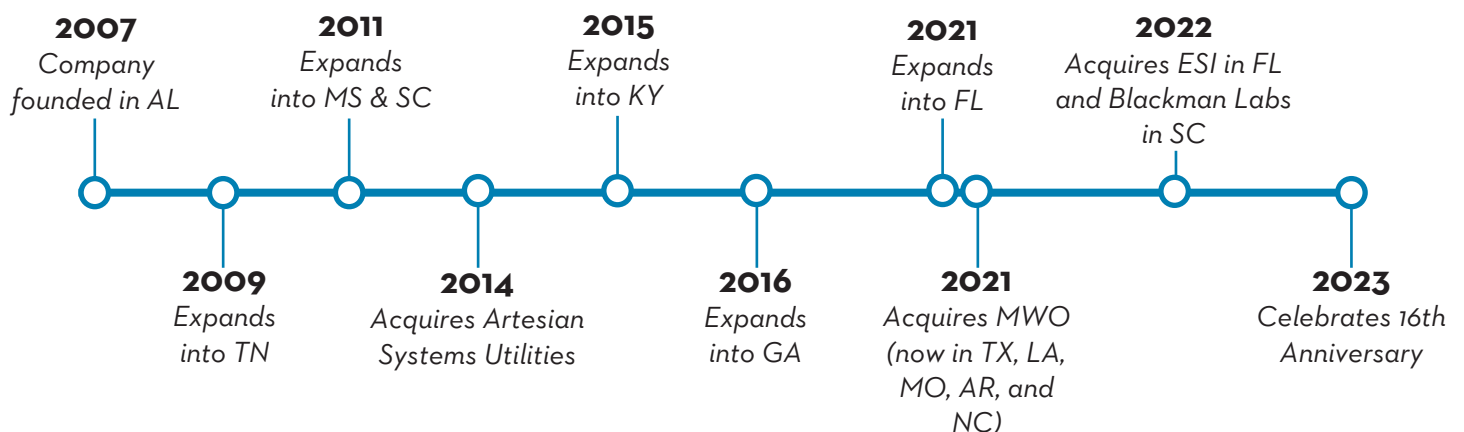 2007
Company
founded in AL
2009
Expands
into TN
2011
Expands
into MS & SC
2014
Acquires Artesian
Systems Utilities
2015
Expands
into KY
2016
Expands
into GA
2021
Expands
into FL
2021
Acquires MWO
(now in TX, LA,
MO, AR, and
NC)
2022
Acquires ESI in FL
and Blackman Labs
in SC
2023
Celebrates 16th
Anniversary